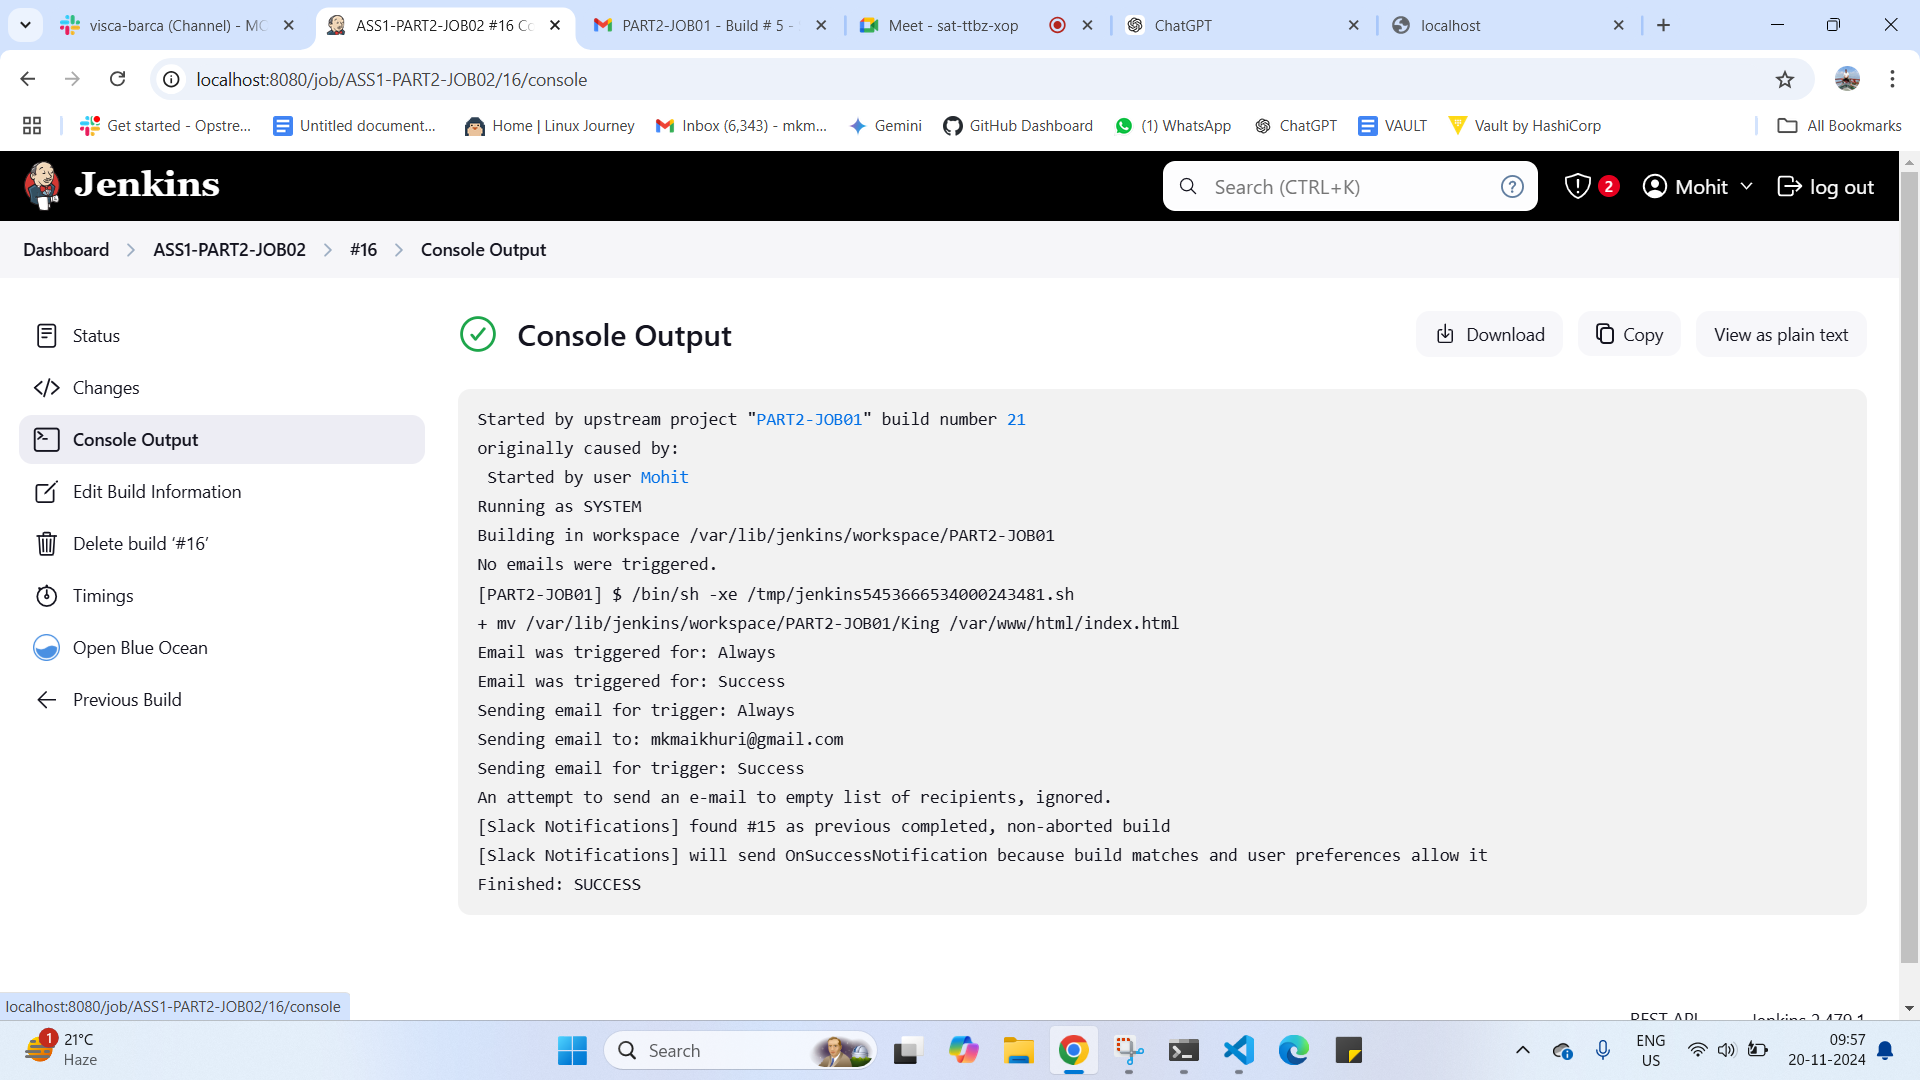 visca-barca (Channel) - MC
ASS1-PART2-JOB02 #16 Co
PART2-JOB01 - Build # 5 -
Meet - sat-ttbz-xop
ChatGPT
localhost
localhost:8080/job/ASS1-PART2-JOB02/16/console
Get started - Opstre...
Untitled document...
Home | Linux Journey
Inbox (6,343) - mkm...
Gemini
GitHub Dashboard
(1) WhatsApp
ChatGPT
VAULT
Vault by HashiCorp
All Bookmarks
Jenkins
Search (CTRL+K)
?
2
Mohit
log out
Dashboard
ASS1-PART2-JOB02
#16
Console Output
Status
Changes
Console Output
Edit Build Information
Delete build ‘#16’
Timings
Open Blue Ocean
Previous Build
Console Output
Download
Copy
View as plain text
Started by upstream project "PART2-JOB01" build number 21
originally caused by:
Started by user Mohit
Running as SYSTEM
Building in workspace /var/lib/jenkins/workspace/PART2-JOB01
No emails were triggered.
[PART2-JOB01] $ /bin/sh -xe /tmp/jenkins5453666534000243481.sh
+ mv /var/lib/jenkins/workspace/PART2-JOB01/King /var/www/html/index.html
Email was triggered for: Always
Email was triggered for: Success
Sending email for trigger: Always
Sending email to: mkmaikhuri@gmail.com
Sending email for trigger: Success
An attempt to send an e-mail to empty list of recipients, ignored.
[Slack Notifications] found #15 as previous completed, non-aborted build
[Slack Notifications] will send OnSuccessNotification because build matches and user preferences allow it
Finished: SUCCESS
localhost:8080/job/ASS1-PART2-JOB02/16/console
REST API
Jenkins 2.479.1
1
21°C
Haze
Search
ENG
US
09:57
20-11-2024